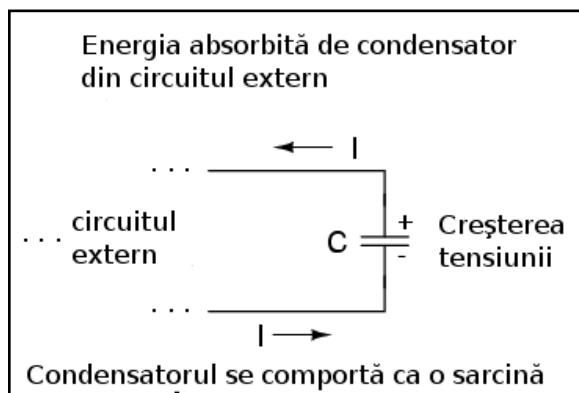 Energia absorbită de condensator
din circuitul extern
I
. . .
circuitul
. . .
extern
C
+
-
Creşterea
tensiunii
. . .
I
Condensatorul se comportă ca o sarcină